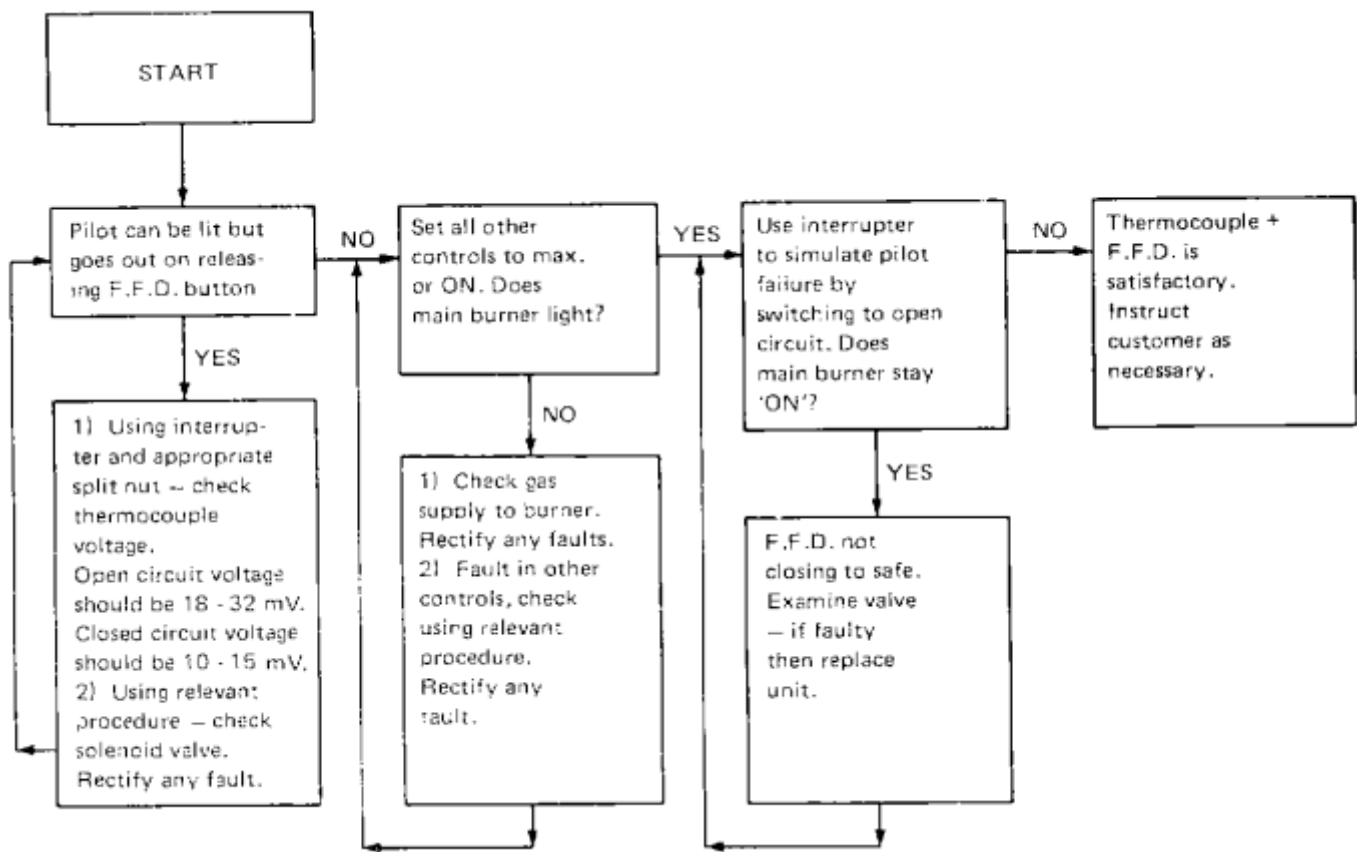 START
Pilot can be lit but
goes out on releas-
ing F.F.D. button
NO
YES
1) Using interrup-
ter and appropriate
split nut – check
thermocouple
voltage.
Open circuit voltage
should be 18 - 32 mV.
Closed circuit voltage
should be 10 - 15 mV.
2) Using relevant
procedure – check
solenoid valve.
Rectify any fault.
Set all other
controls to max.
or ON. Does
main burner light?
YES
NO
1) Check gas
supply to burner.
Rectify any faults.
2) Fault in other
controls, check
using relevant
procedure.
Rectify any
fault.
Use interrupter
to simulate pilot
failure by
switching to open
circuit. Does
main burner stay
'ON'?
NO
YES
F.F.D. not
closing to safe.
Examine valve
– if faulty
then replace
unit.
Thermocouple +
F.F.D. is
satisfactory.
Instruct
customer as
necessary.